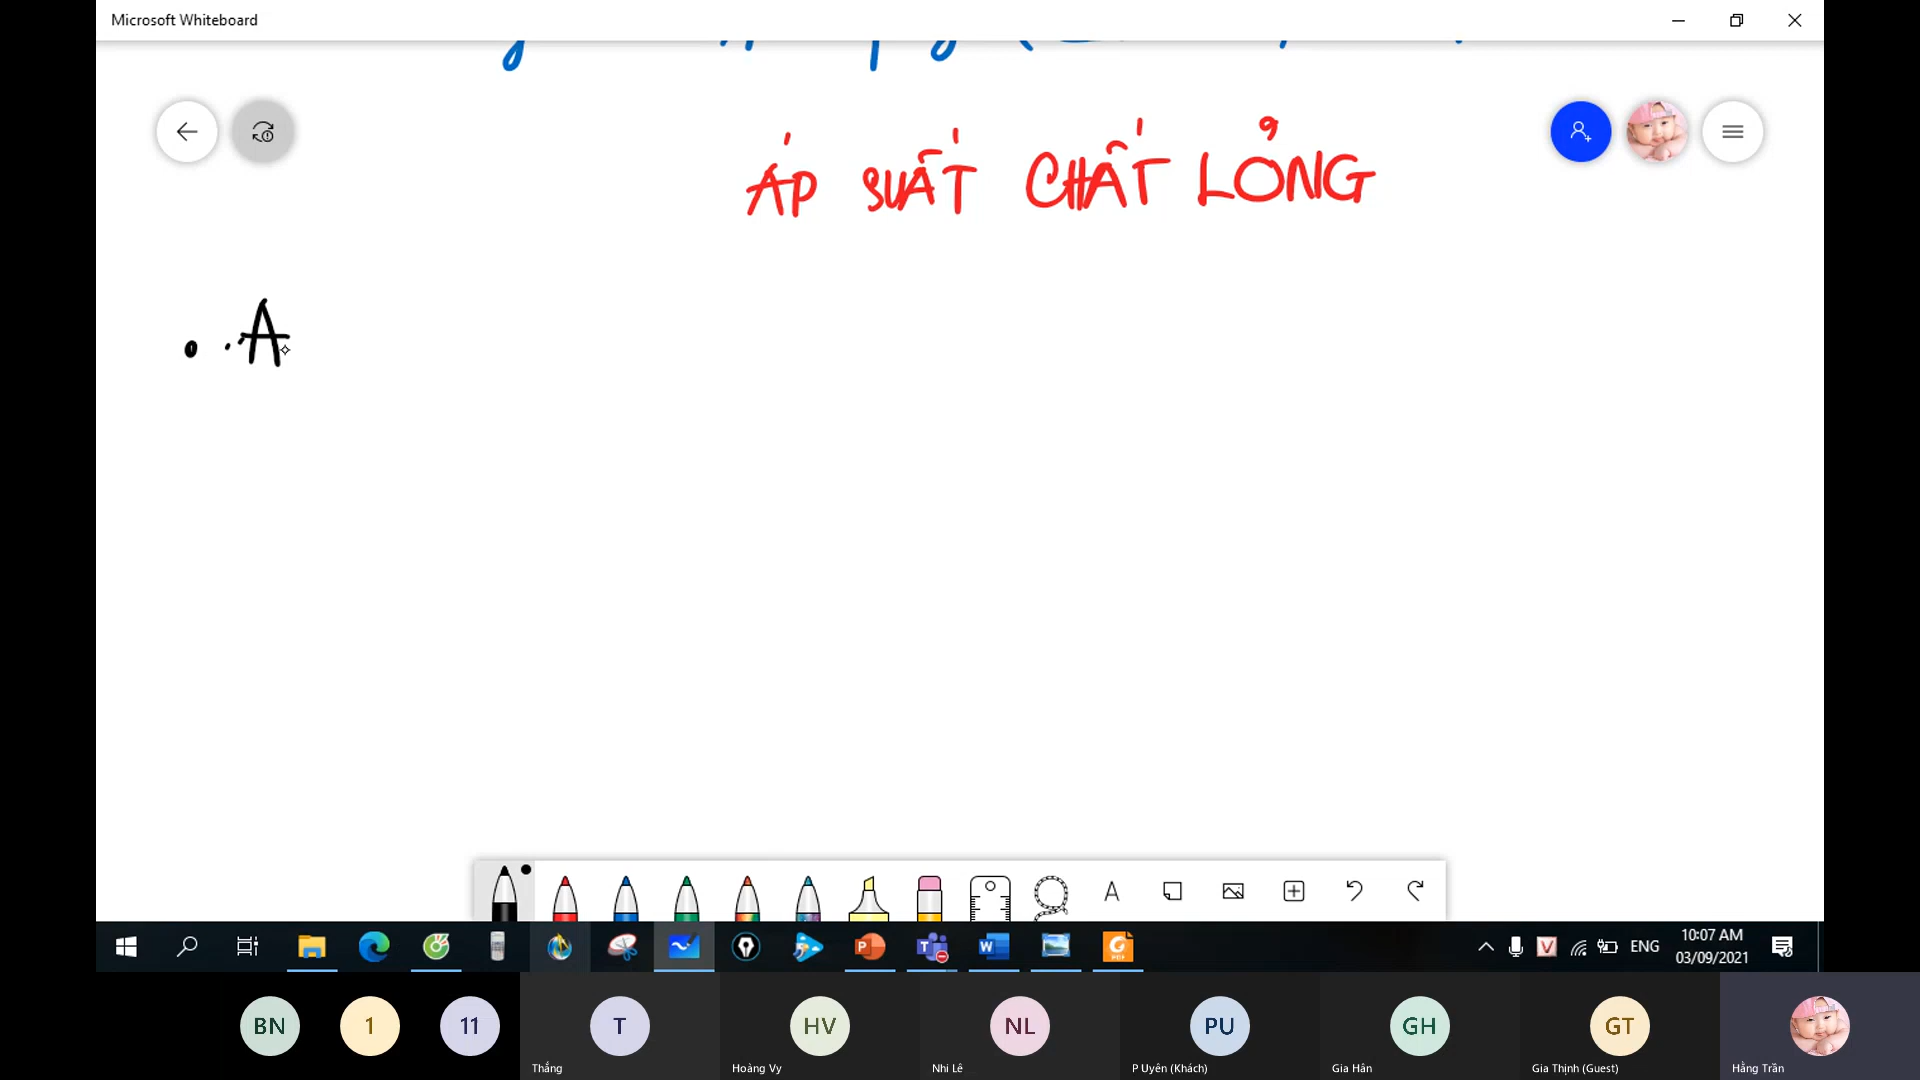 Microsoft Whiteboard
ÁP SUẤT CHẤT LỎNG
. . A
A
ENG
10:07 AM
03/09/2021
BN
1
11
T
HV
NL
PU
GH
GT
Thắng
Hoàng Vy
Nhi Lê
P Uyên (Khách)
Gia Hân
Gia Thịnh (Guest)
Hằng Trần